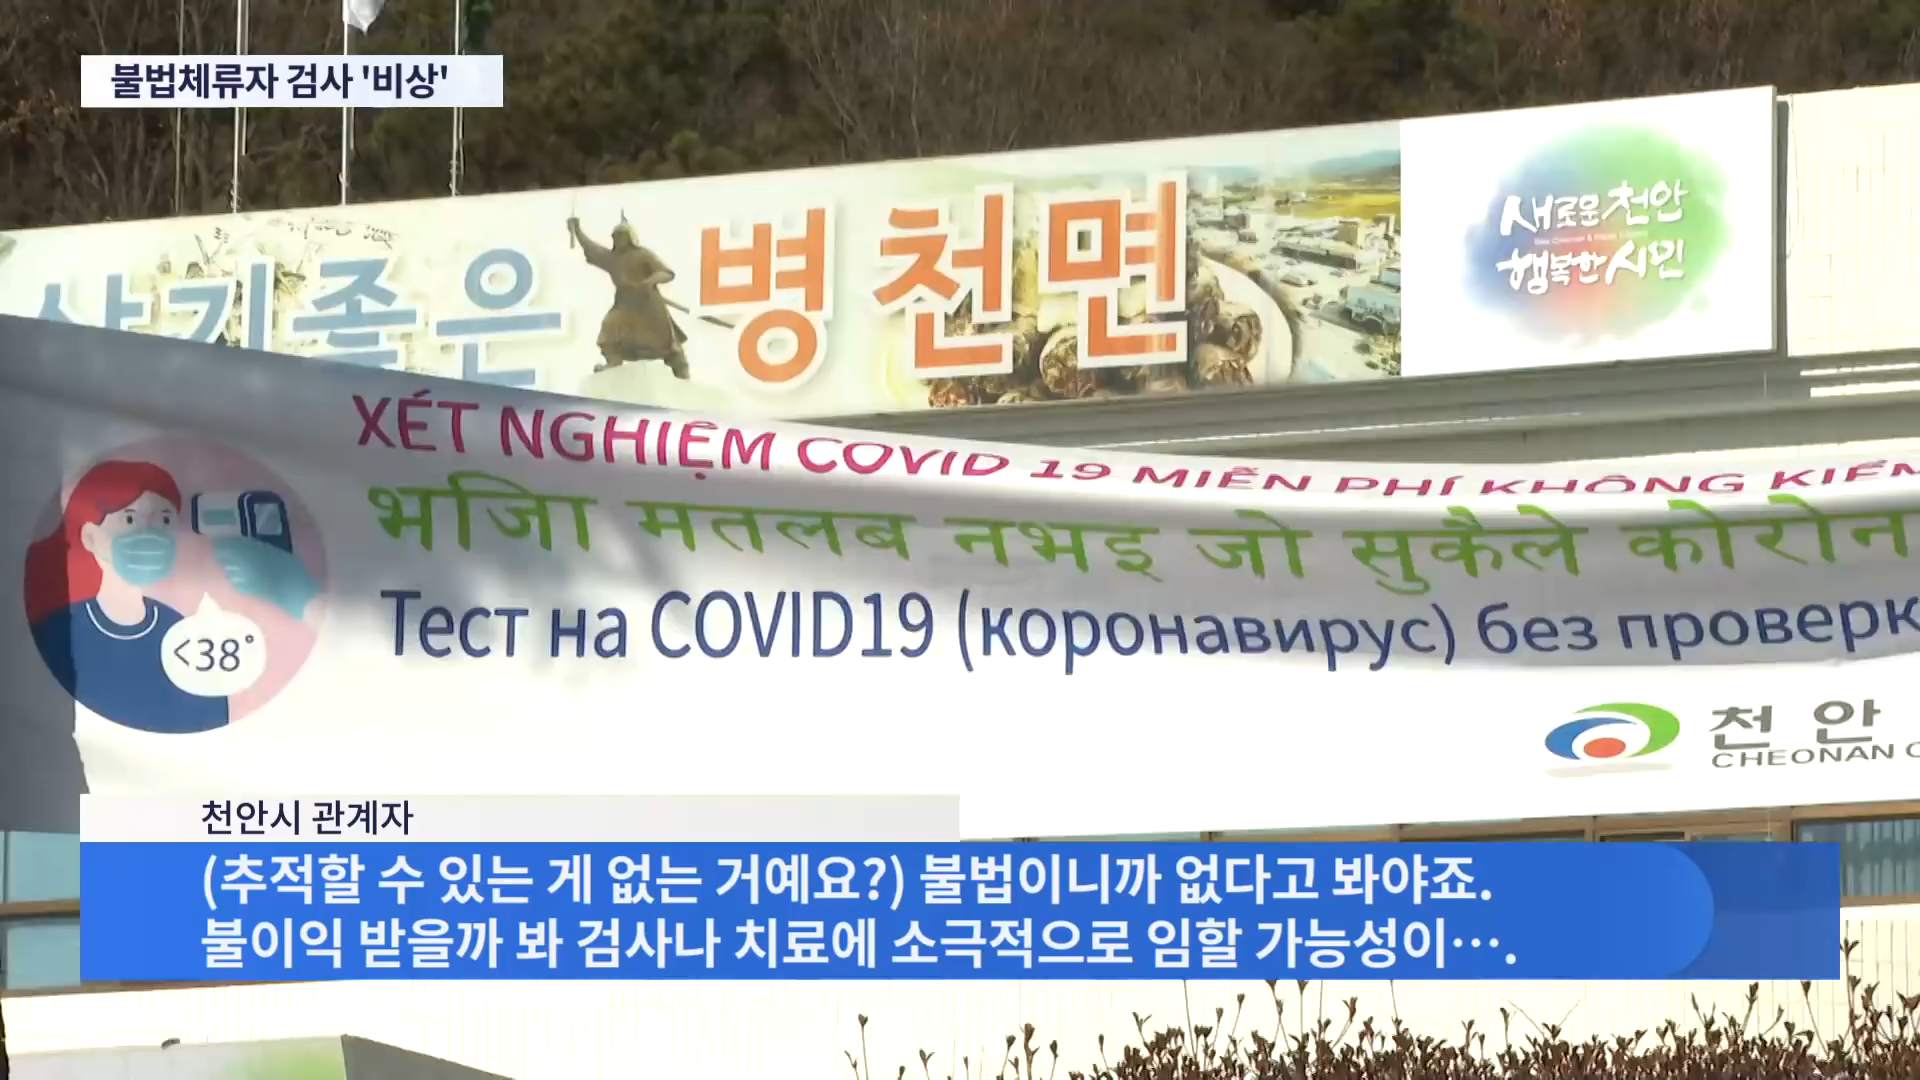 불법체류자 검사 '비상'
살기좋은 병천면
새로운 천안
행복한 시민
XÉT NGHIỆM COVID 19 MIỄN PHÍ KHÔNG KIỂM
भजिा मतलब नभइ जो सुकैले कोरोन
Тест на COVID19 (коронавирус) без проверк
<38°
천안
CHEONAN
천안시 관계자
(추적할 수 있는 게 없는 거예요?) 불법이니까 없다고 봐야죠.
불이익 받을까 봐 검사나 치료에 소극적으로 임할 가능성이….